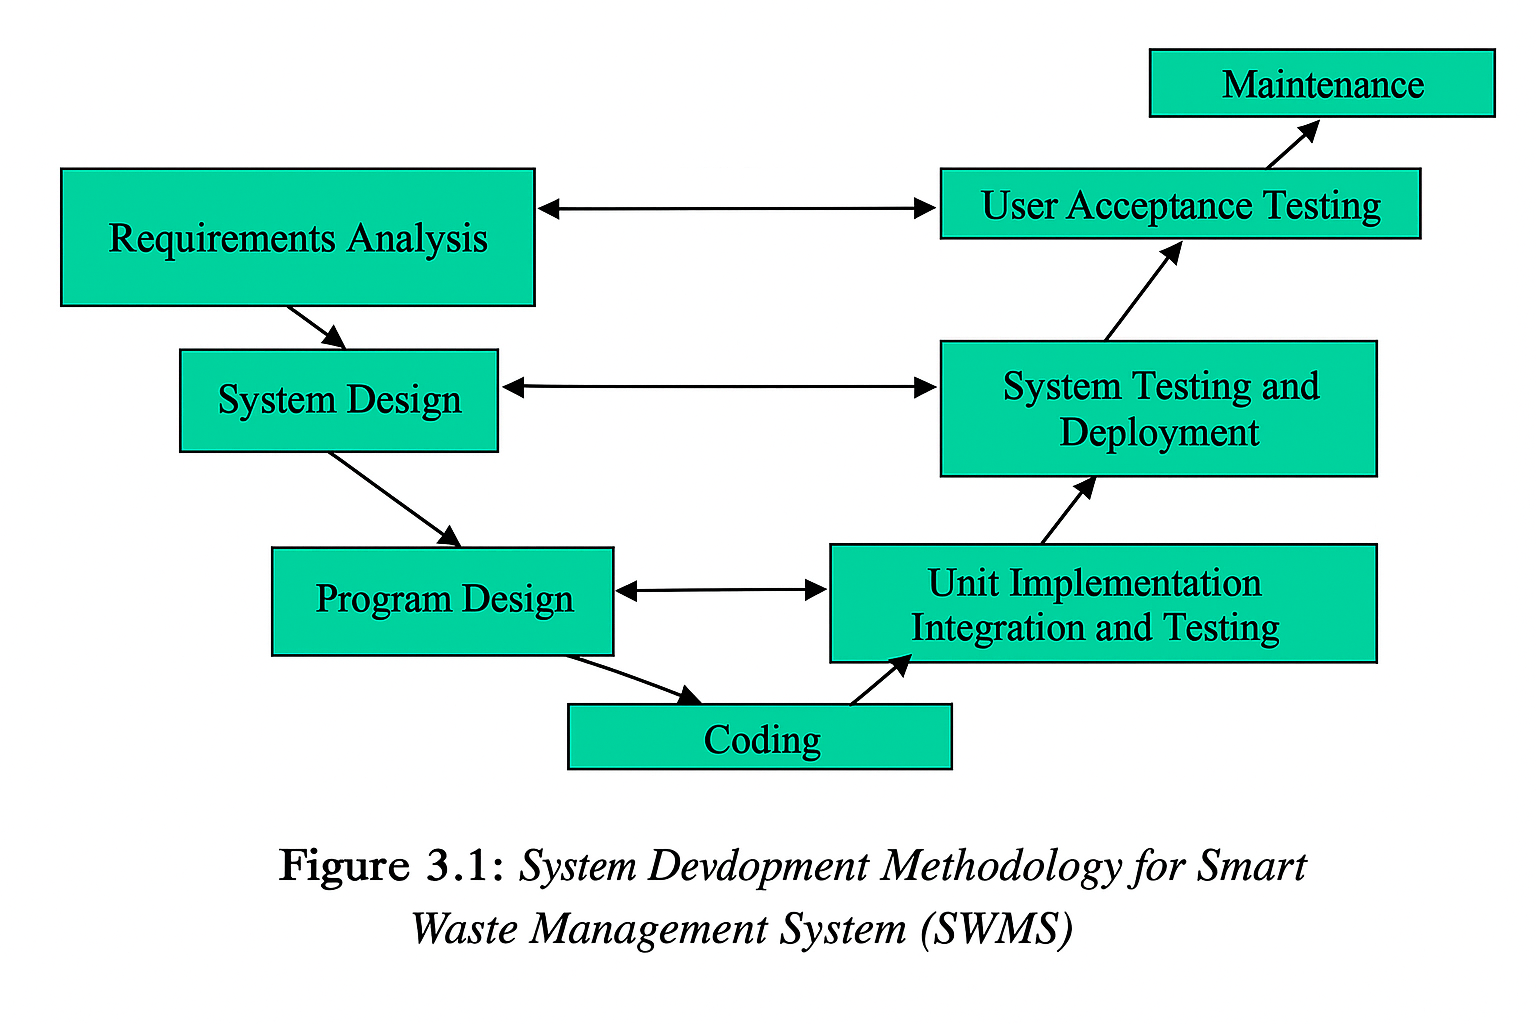 Maintenance
Requirements Analysis
User Acceptance Testing
System Design
System Testing and
Deployment
Program Design
Unit Implementation
Integration and Testing
Coding
Figure 3.1: System Devdopment Methodology for Smart
Waste Management System (SWMS)